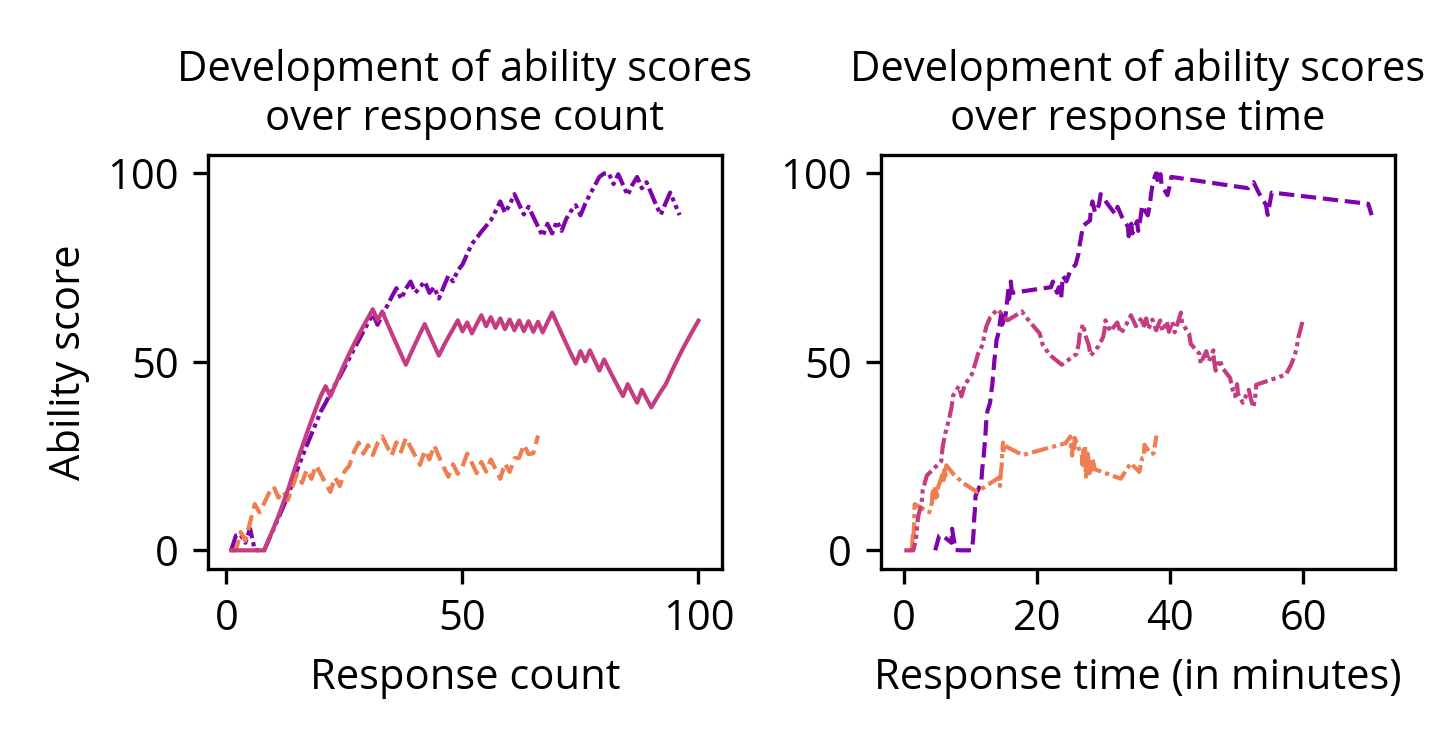 Development of ability scores
over response count
Ability score
100
50
0
0
50
100
Response count
Development of ability scores
over response time
100
50
0
0
20
40
60
Response time (in minutes)